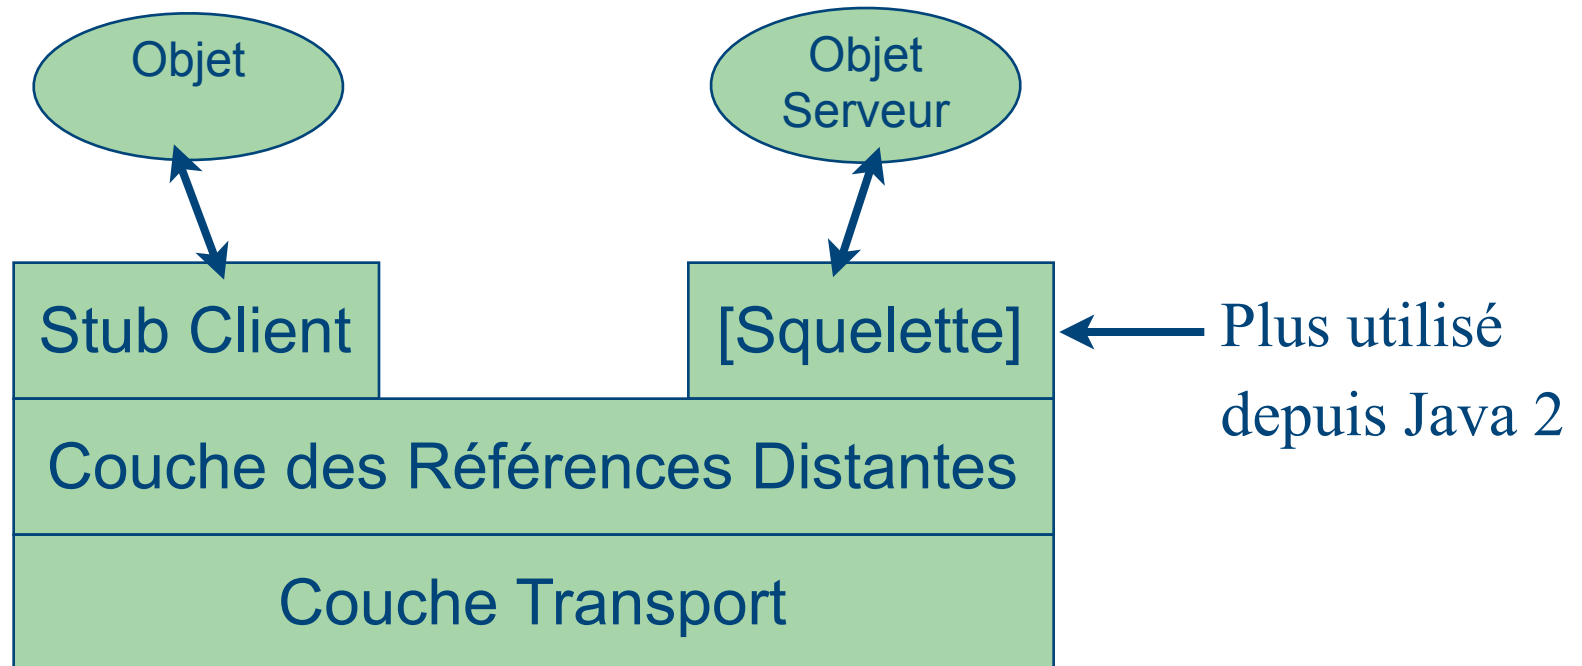 Objet
Objet
Serveur
Stub Client
[Squelette]
Plus utilisé
depuis Java 2
Couche des Références Distantes
Couche Transport